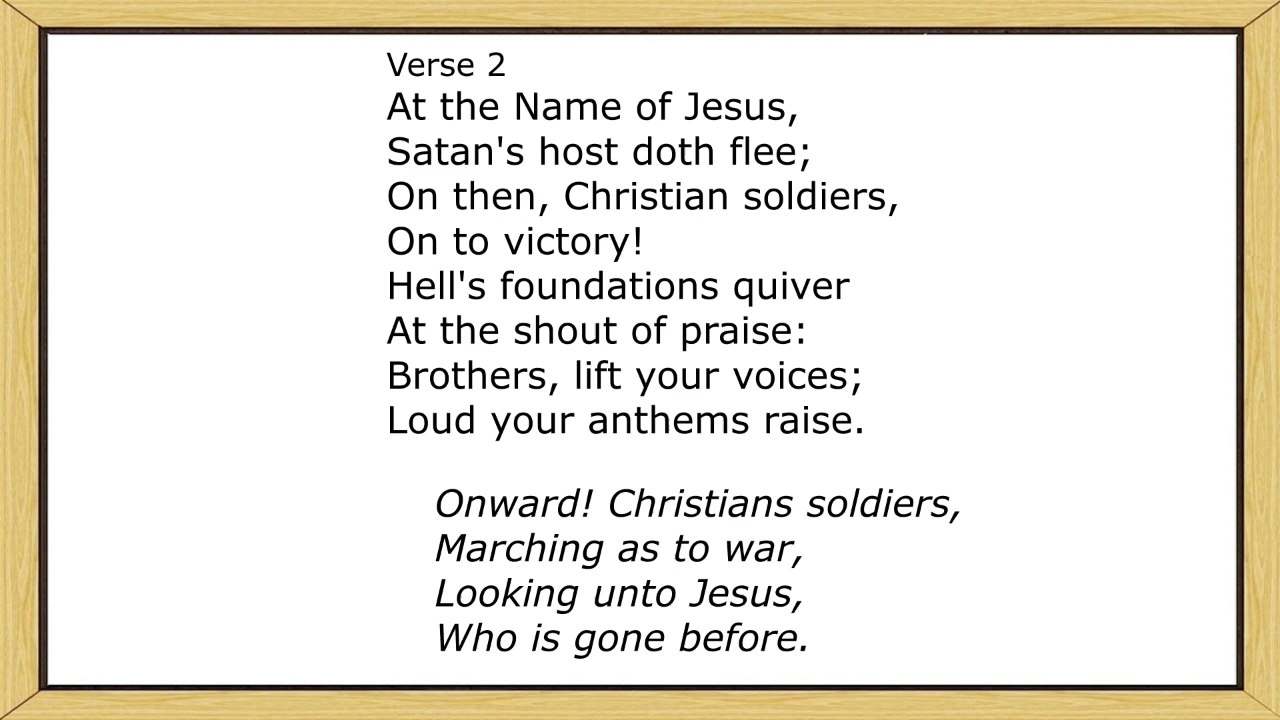 Verse 2
At the Name of Jesus,
Satan's host doth flee;
On then, Christian soldiers,
On to victory!
Hell's foundations quiver
At the shout of praise:
Brothers, lift your voices;
Loud your anthems raise.
Onward! Christians soldiers,
Marching as to war,
Looking unto Jesus,
Who is gone before.